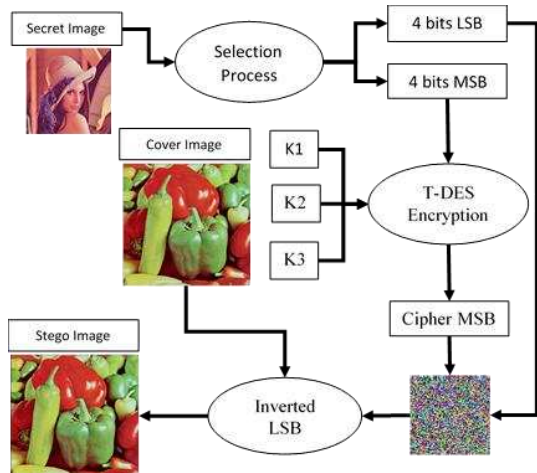 Secret Image
Selection
Process
4 bits LSB
4 bits MSB
Cover Image
K1
K2
K3
T-DES
Encryption
Cipher MSB
Stego Image
Inverted
LSB